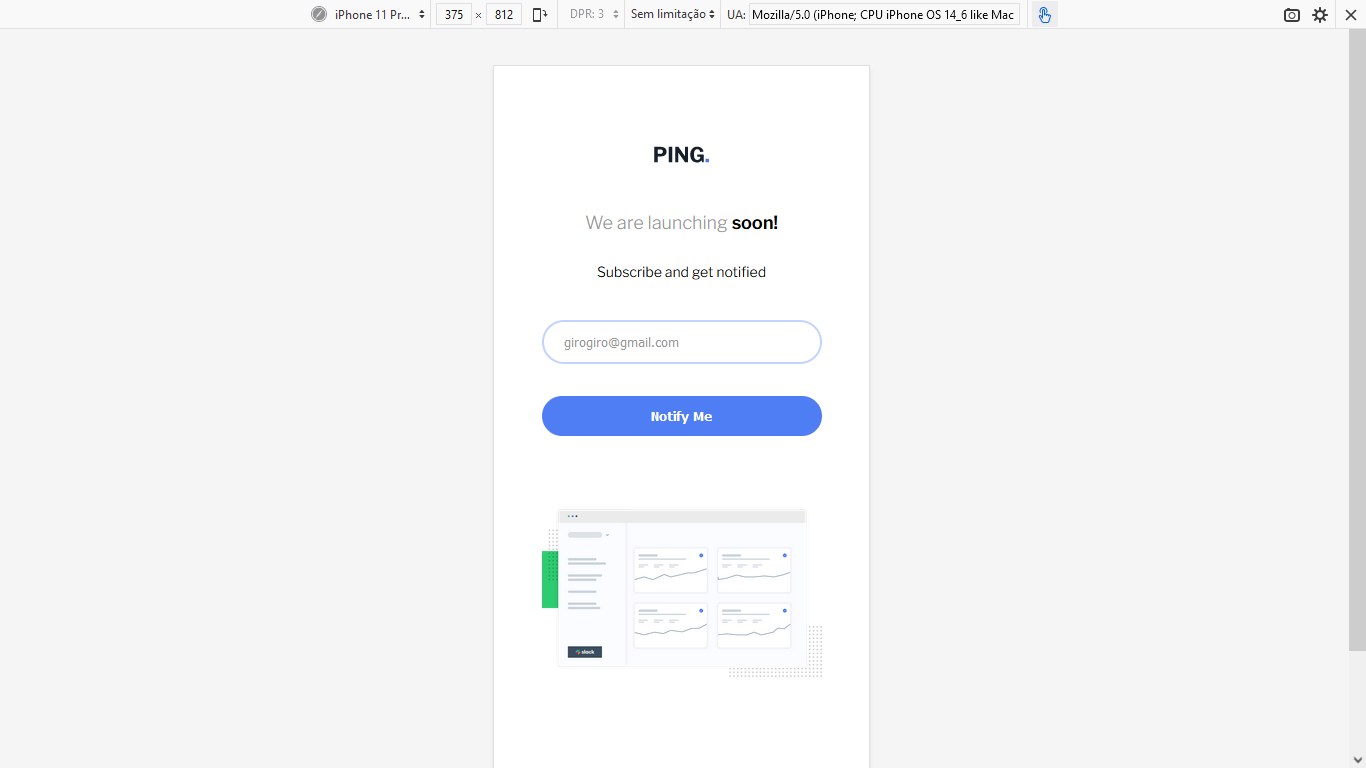 iPhone 11 Pr... 375 × 812 DPR: 3 Sem limitação UA: Mozilla/5.0 (iPhone; CPU iPhone OS 14_6 like Mac
PING.
We are launching soon!
Subscribe and get notified
girogiro@gmail.com
Notify Me
slack